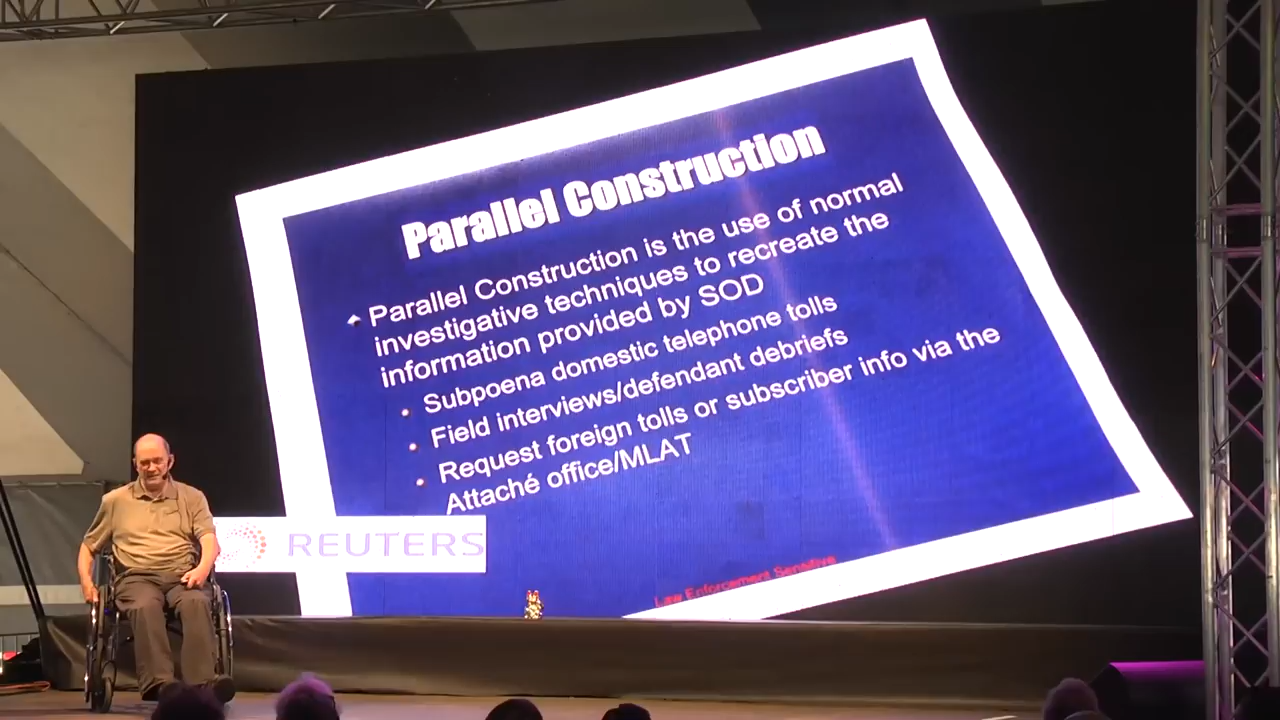 Parallel Construction
Parallel Construction is the use of normal
investigative techniques to recreate the
information provided by SOD
Subpoena domestic telephone tolls
Field interviews/defendant debriefs
Request foreign tolls or subscriber info via the
Attaché office/MLAT
REUTERS
Law Enforcement Sensitive